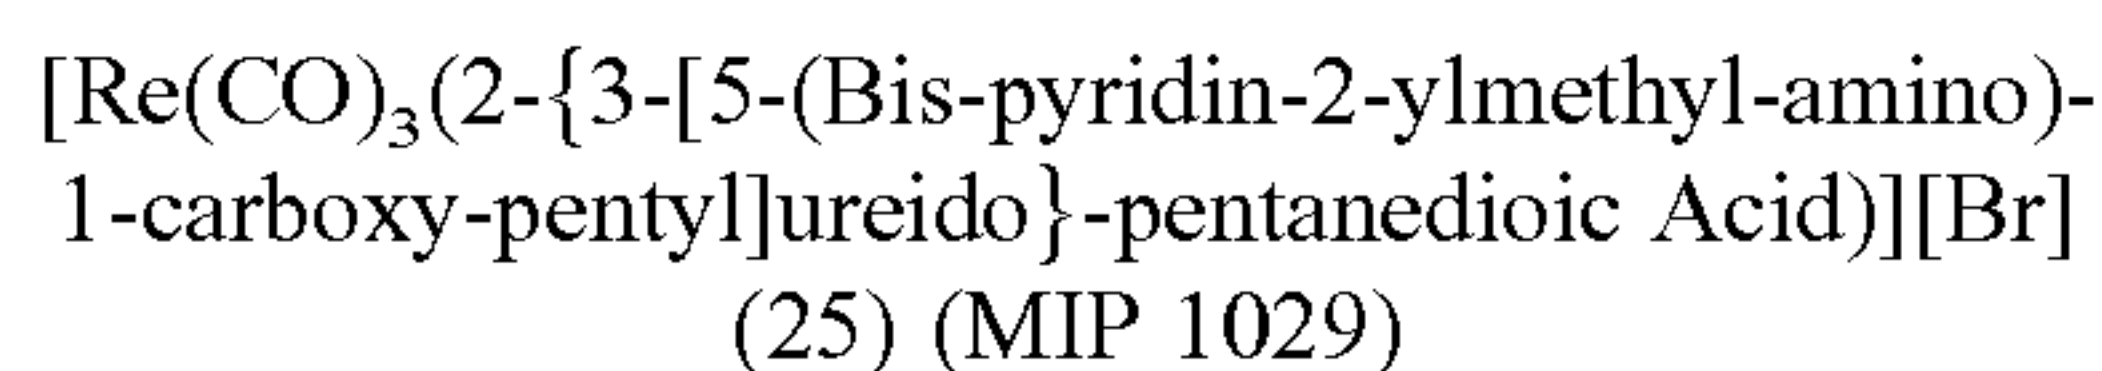 [Re(CO)₃(2-{3-[5-(Bis-pyridin-2-ylmethyl-amino)-
1-carboxy-pentyl]ureido}-pentanedioic Acid)][Br]
(25) (MIP 1029)